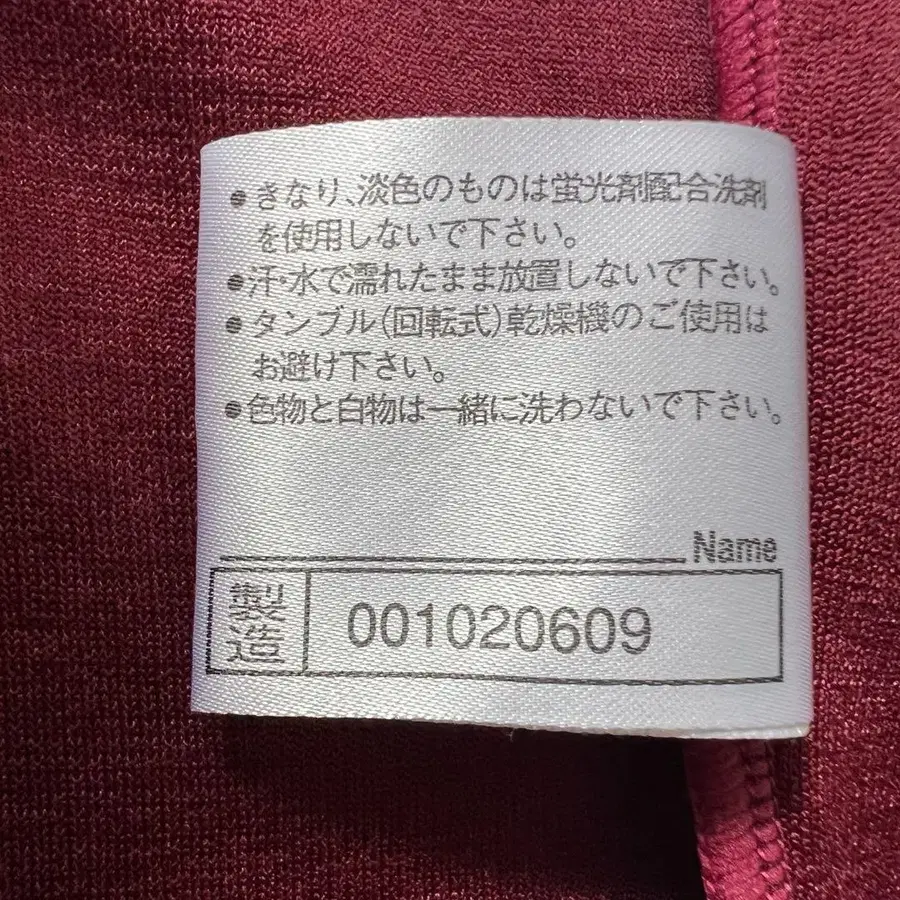 ●きなり、淡色のものは蛍光剤配合洗剤
を使用しないで下さい。
●汗・水で濡れたまま放置しないで下さい。
●タンブル(回転式)乾燥機のご使用は
お避け下さい。
●色物と白物は一緒に洗わないで下さい。
Name
製造 001020609